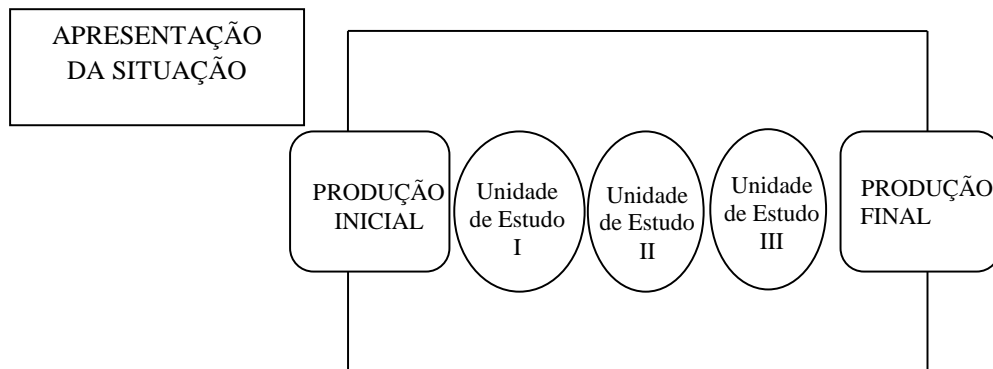 APRESENTAÇÃO
DA SITUAÇÃO
PRODUÇÃO
INICIAL
Unidade
de Estudo
I
Unidade
de Estudo
II
Unidade
de Estudo
III
PRODUÇÃO
FINAL